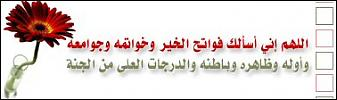 اللهم إني أسألك فواتح الخير وخواتمه وجوامعه
وأوله وظاهره وباطنه والدرجات العلى من الجنة